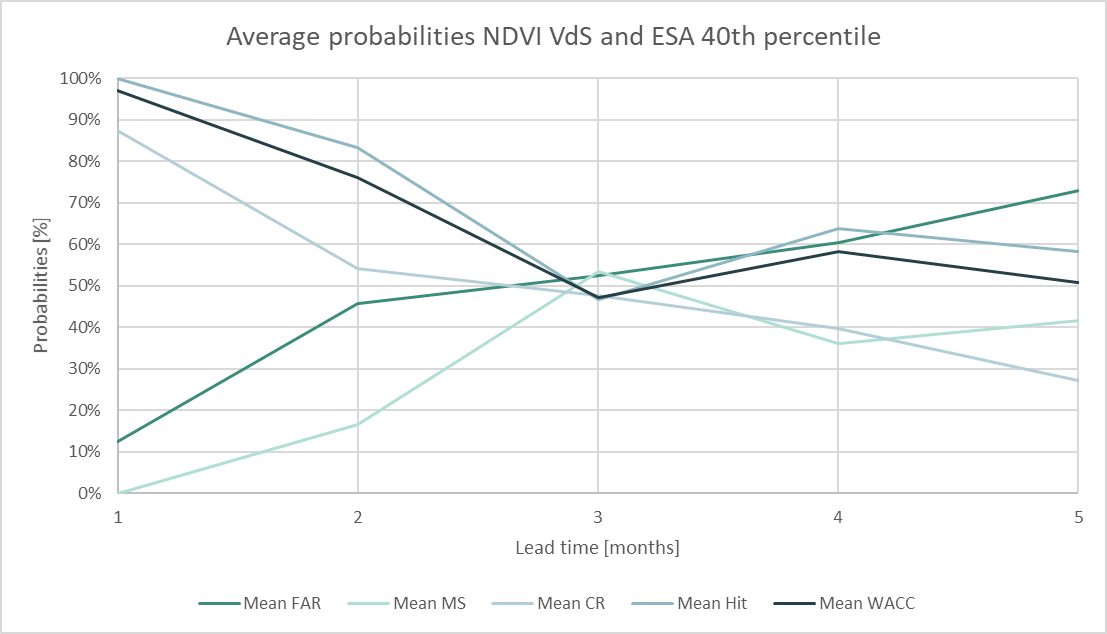 Average probabilities NDVI VdS and ESA 40th percentile
100%
90%
80%
70%
60%
50%
40%
30%
20%
10%
0%
Probabilities [%]
1 2 3 4 5
Lead time [months]
Mean FAR Mean MS Mean CR Mean Hit Mean WACC